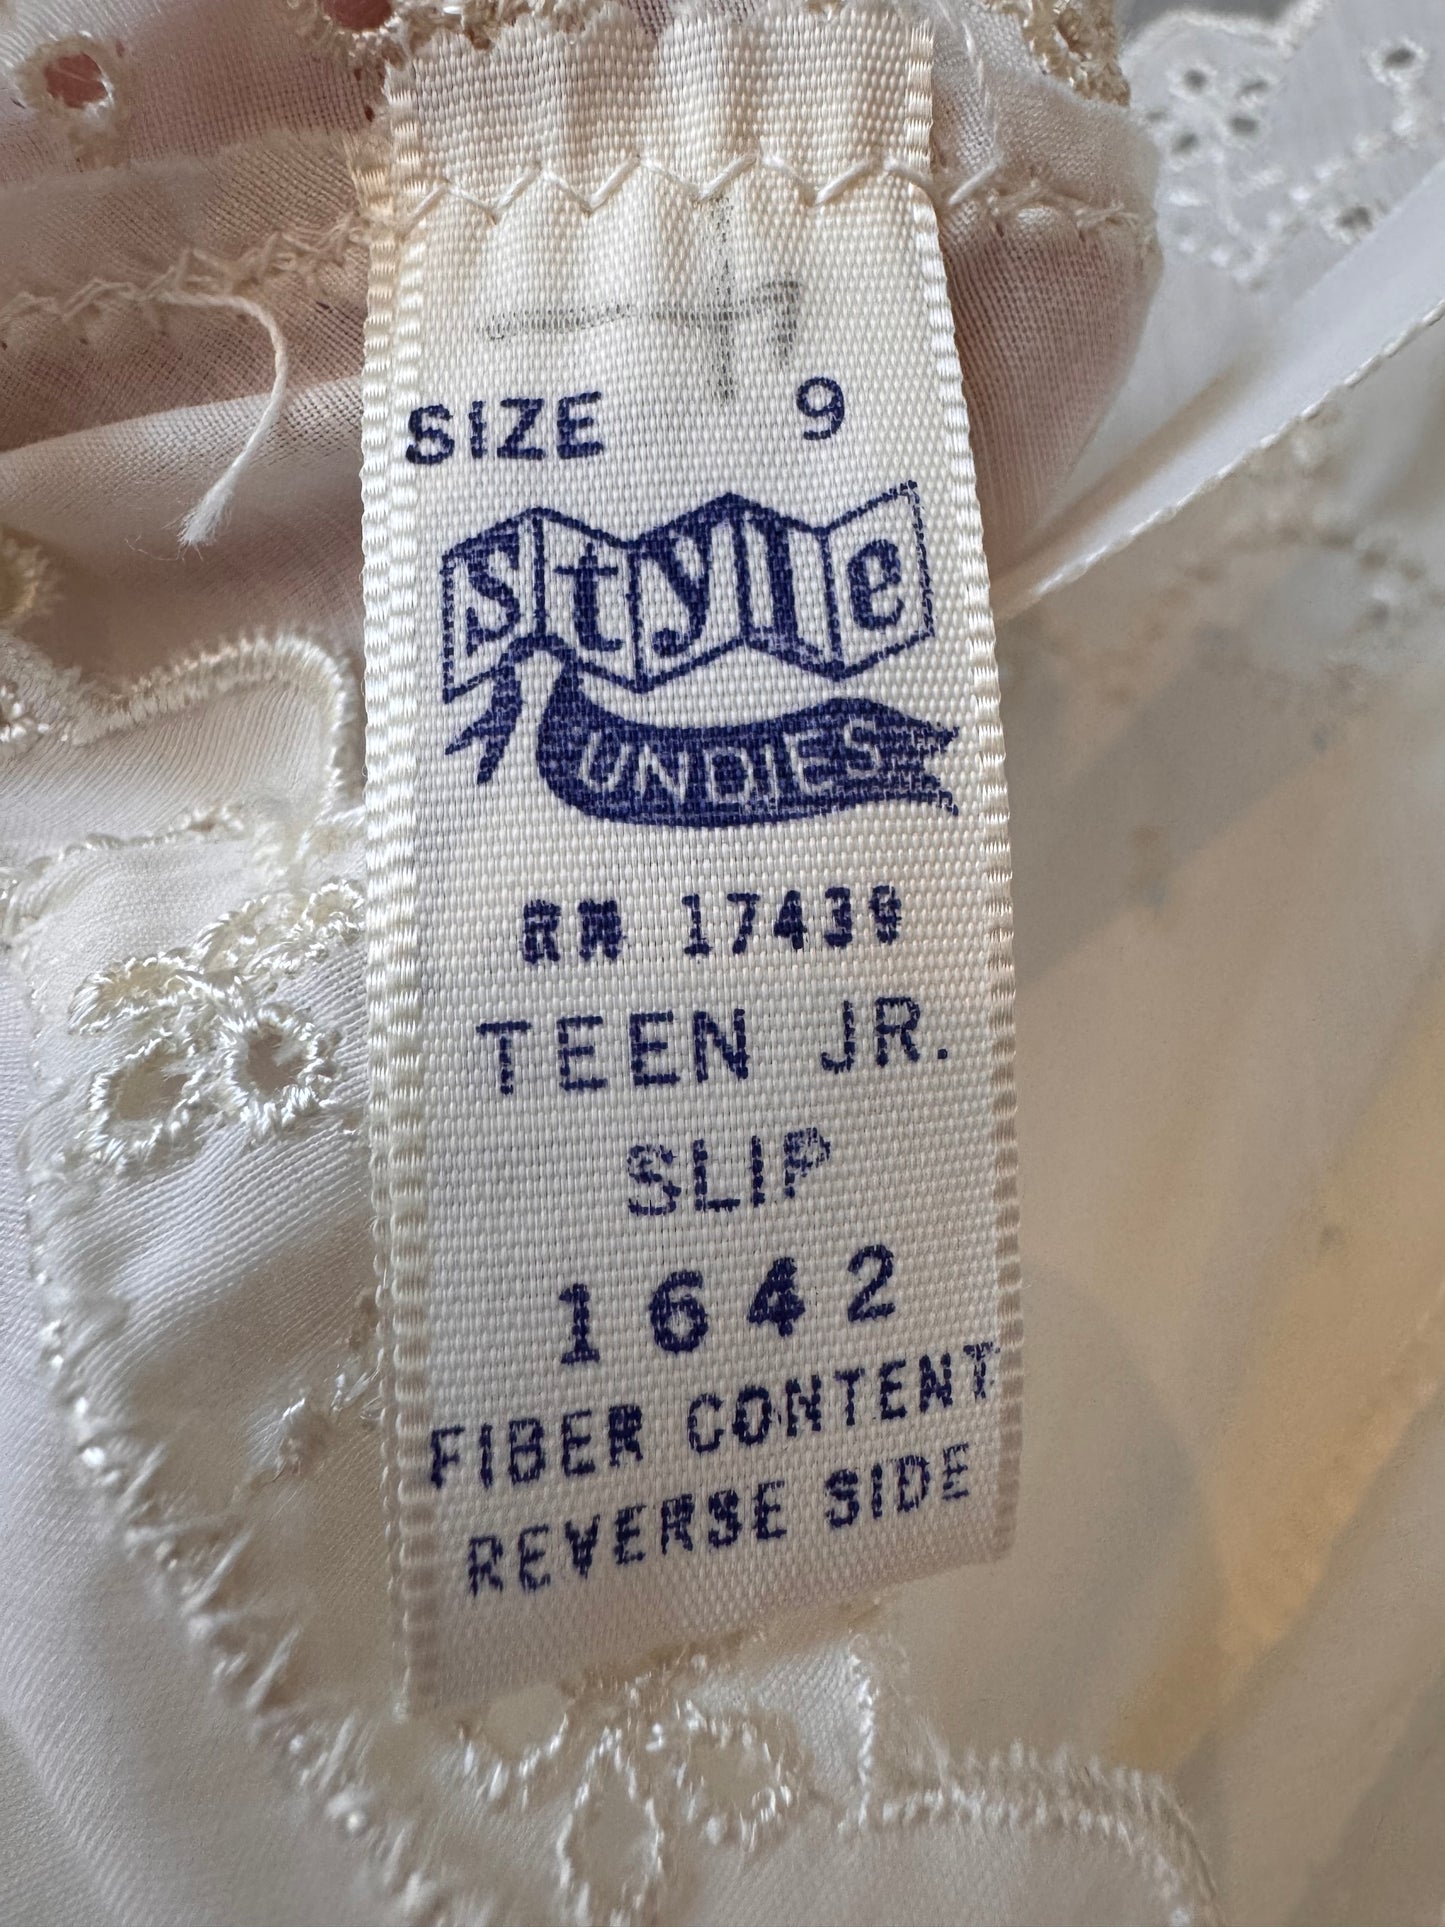 SIZE 9
Style
UNDIES
RN 17439
TEEN JR.
SLIP
1642
FIBER CONTENT
REVERSE SIDE